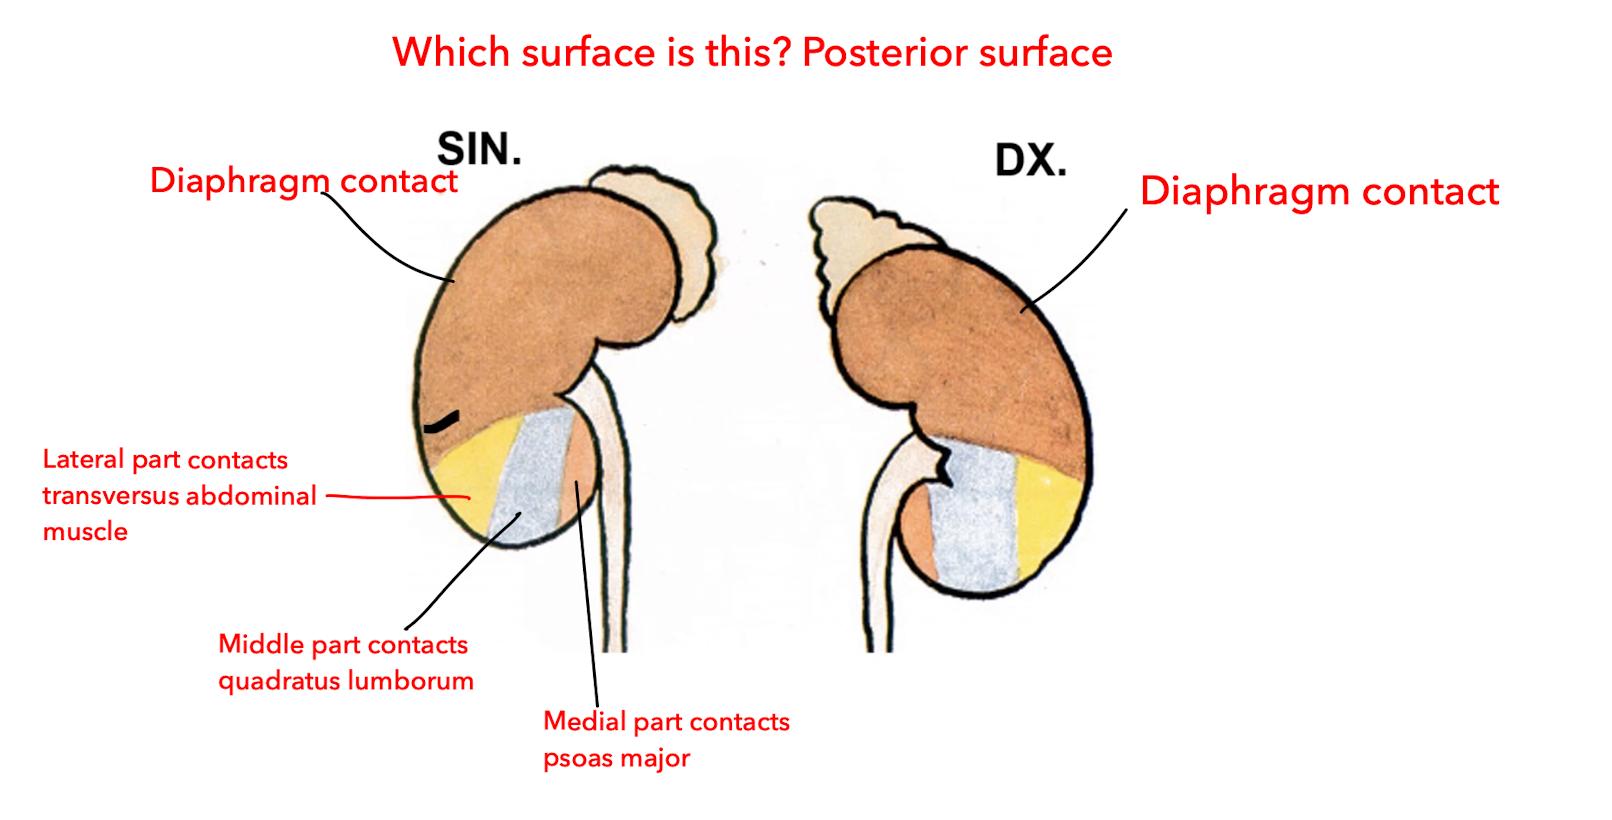 Which surface is this? Posterior surface
SIN.
DX.
Diaphragm contact
Diaphragm contact
Lateral part contacts
transversus abdominal
muscle
Middle part contacts
quadratus lumborum
Medial part contacts
psoas major